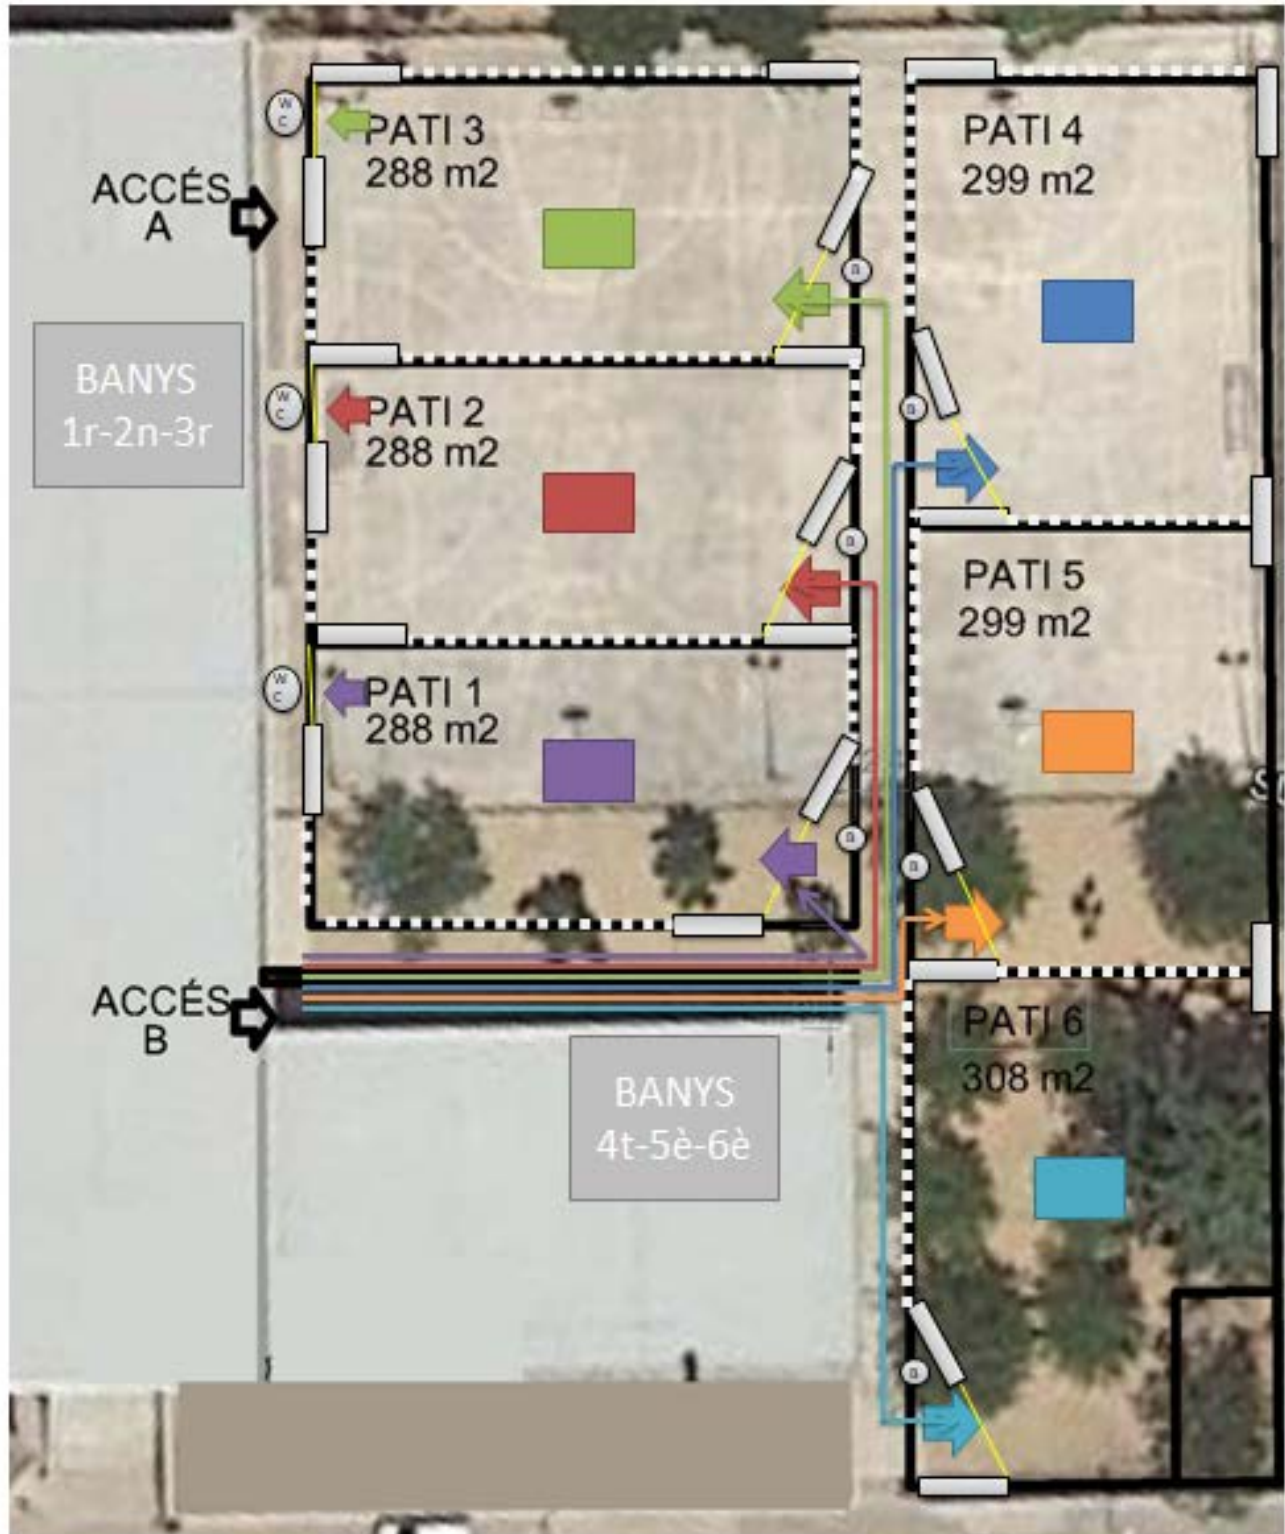 W
C
PATI 3
288 m2
PATI 4
299 m2
ACCÉS
A
B
BANYS
1r-2n-3r
W
C
PATI 2
288 m2
B
B
PATI 5
299 m2
W
C
PATI 1
288 m2
B
B
ACCÉS
B
PATI 6
308 m2
BANYS
4t-5è-6è
B